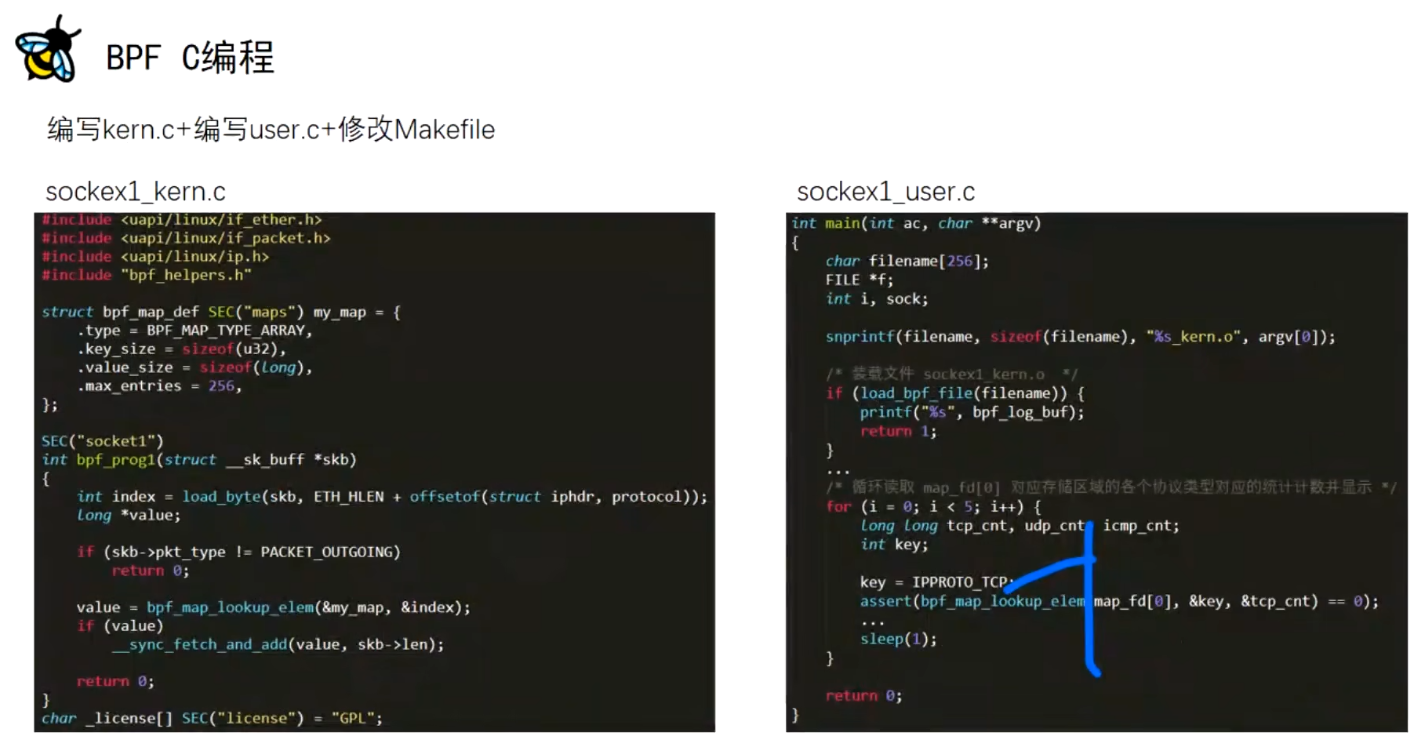 BPF C编程
编写kern.c+编写user.c+修改Makefile
sockex1_kern.c
#include <uapi/linux/if_ether.h>
#include <uapi/linux/if_packet.h>
#include <uapi/linux/ip.h>
#include "bpf_helpers.h"
struct bpf_map_def SEC("maps") my_map = {
.type = BPF_MAP_TYPE_ARRAY,
.key_size = sizeof(u32),
.value_size = sizeof(long),
.max_entries = 256,
};
SEC("socket1")
int bpf_prog1(struct __sk_buff *skb)
{
int index = load_byte(skb, ETH_HLEN + offsetof(struct iphdr, protocol));
long *value;
if (skb->pkt_type != PACKET_OUTGOING)
return 0;
value = bpf_map_lookup_elem(&my_map, &index);
if (value)
__sync_fetch_and_add(value, skb->len);
return 0;
}
char _license[] SEC("license") = "GPL";
sockex1_user.c
int main(int ac, char **argv)
{
char filename[256];
FILE *f;
int i, sock;
snprintf(filename, sizeof(filename), "%s_kern.o", argv[0]);
/* 装载文件 sockex1_kern.o */
if (load_bpf_file(filename)) {
printf("%s", bpf_log_buf);
return 1;
}
...
/* 循环读取 map_fd[0] 对应存储区域的各个协议类型对应的统计计数并显示 */
for (i = 0; i < 5; i++) {
long long tcp_cnt, udp_cnt, icmp_cnt;
int key;
key = IPPROTO_TCP;
assert(bpf_map_lookup_elem(map_fd[0], &key, &tcp_cnt) == 0);
...
sleep(1);
}
return 0;
}